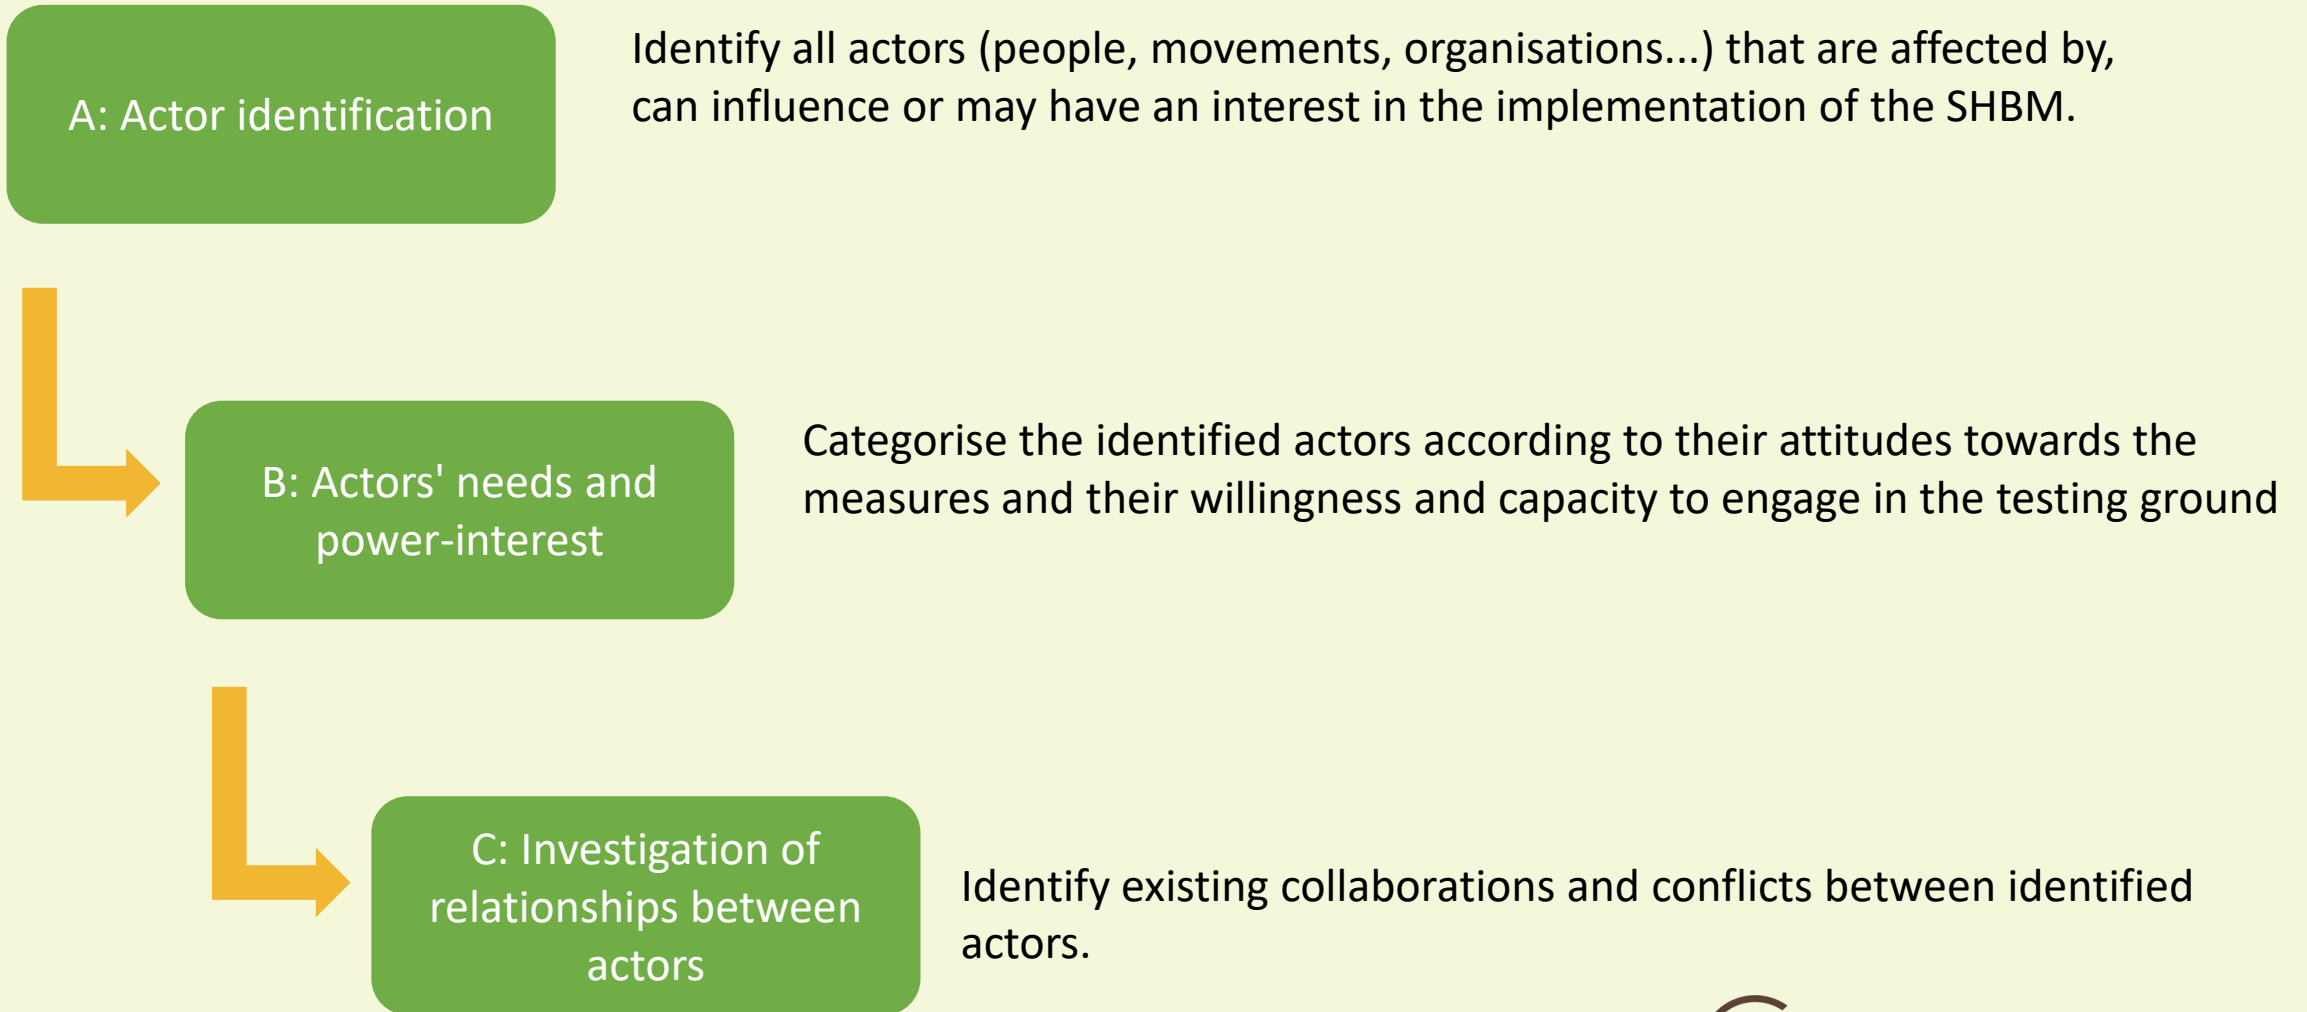 A: Actor identification
Identify all actors (people, movements, organisations...) that are affected by,
can influence or may have an interest in the implementation of the SHBM.
B: Actors' needs and
power-interest
Categorise the identified actors according to their attitudes towards the
measures and their willingness and capacity to engage in the testing ground
C: Investigation of
relationships between
actors
Identify existing collaborations and conflicts between identified
actors.